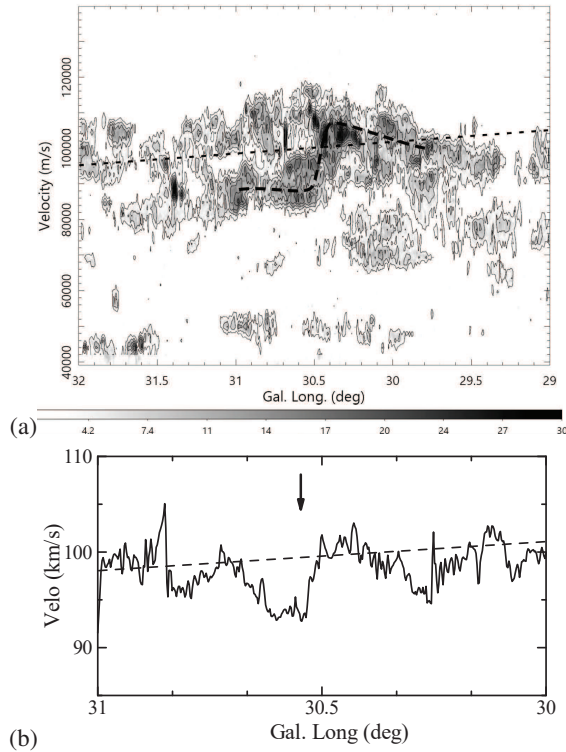 120000
100000
80000
60000
40000
Velocity (m/s)
32 31.5 31 30.5 30 29.5 29
Gal. Long. (deg)
(a)
4.2 7.4 11 14 17 20 24 27 30
110
100
90
Velo (km/s)
31 30.5 30
Gal. Long (deg)
(b)